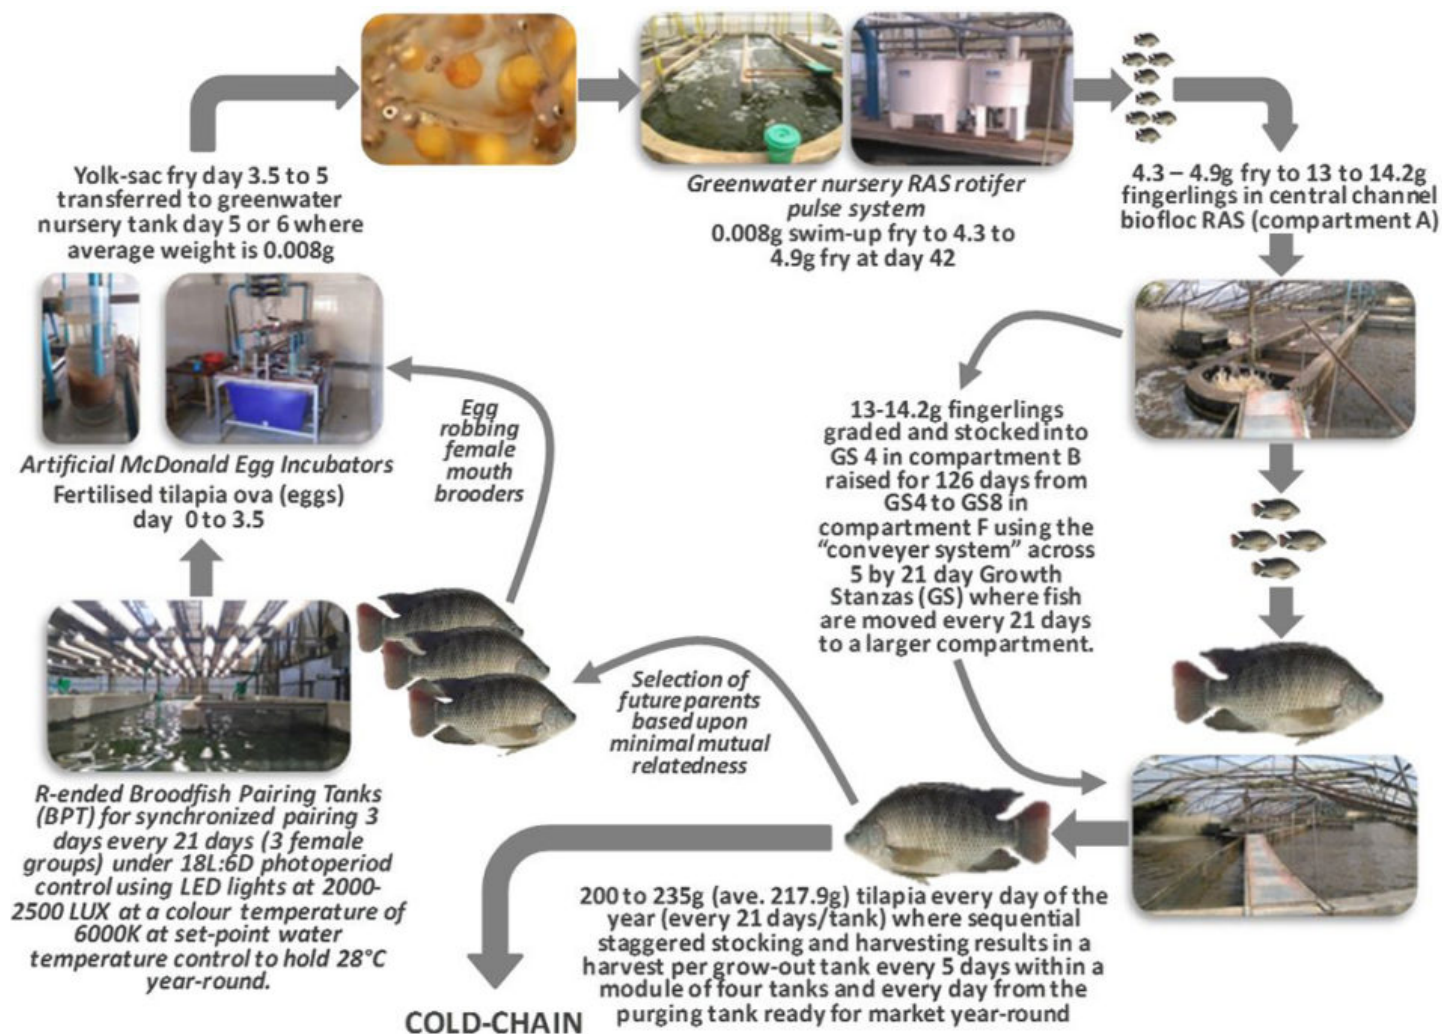 Yolk-sac fry day 3.5 to 5
transferred to greenwater
nursery tank day 5 or 6 where
average weight is 0.008g
Greenwater nursery RAS rotifer
pulse system
0.008g swim-up fry to 4.3 to
4.9g fry at day 42
4.3 – 4.9g fry to 13 to 14.2g
fingerlings in central channel
biofloc RAS (compartment A)
Artificial McDonald Egg Incubators
Fertilised tilapia ova (eggs)
day 0 to 3.5
Egg
robbing
female
mouth
brooders
13-14.2g fingerlings
graded and stocked into
GS 4 in compartment B
raised for 126 days from
GS4 to GS8 in
compartment F using the
“conveyer system” across
5 by 21 day Growth
Stanzas (GS) where fish
are moved every 21 days
to a larger compartment.
Selection of
future parents
based upon
minimal mutual
relatedness
R-ended Broodfish Pairing Tanks
(BPT) for synchronized pairing 3
days every 21 days (3 female
groups) under 18L:6D photoperiod
control using LED lights at 2000-
2500 LUX at a colour temperature of
6000K at set-point water
temperature control to hold 28°C
year-round.
200 to 235g (ave. 217.9g) tilapia every day of the
year (every 21 days/tank) where sequential
staggered stocking and harvesting results in a
harvest per grow-out tank every 5 days within a
module of four tanks and every day from the
purging tank ready for market year-round
COLD-CHAIN